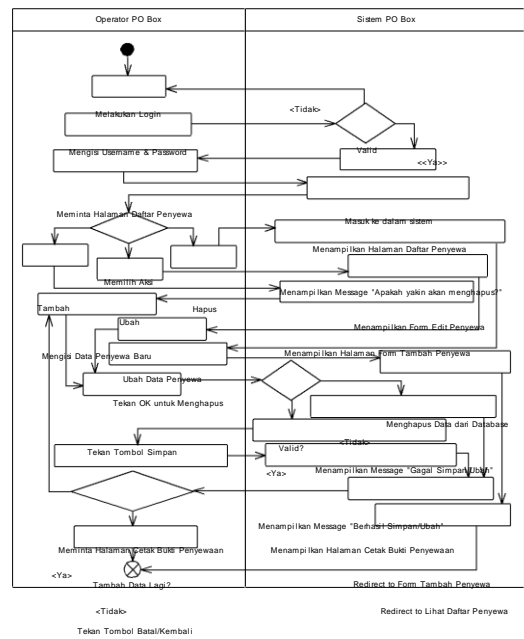 Operator PO Box
Sistem PO Box
Melakukan Login
<Tidak>
Mengisi Username & Password
Valid
<<Ya>>
Meminta Halaman Daftar Penyewa
Masuk ke dalam sistem
Menampilkan Halaman Daftar Penyewa
Memilih Aksi
Menampilkan Message "Apakah yakin akan menghapus?"
Tambah
Hapus
Ubah
Menampilkan Form Edit Penyewa
Mengisi Data Penyewa Baru
Menampilkan Halaman Form Tambah Penyewa
Ubah Data Penyewa
Tekan OK untuk Menghapus
Menghapus Data dari Database
Tekan Tombol Simpan
Valid?
<Tidak>
<Ya>
Menampilkan Message "Gagal Simpan/Ubah"
Menampilkan Message "Berhasil Simpan/Ubah"
Meminta Halaman Cetak Bukti Penyewaan
Menampilkan Halaman Cetak Bukti Penyewaan
<Ya>
Tambah Data Lagi?
Redirect to Form Tambah Penyewa
<Tidak>
Redirect to Lihat Daftar Penyewa
Tekan Tombol Batal/Kembali